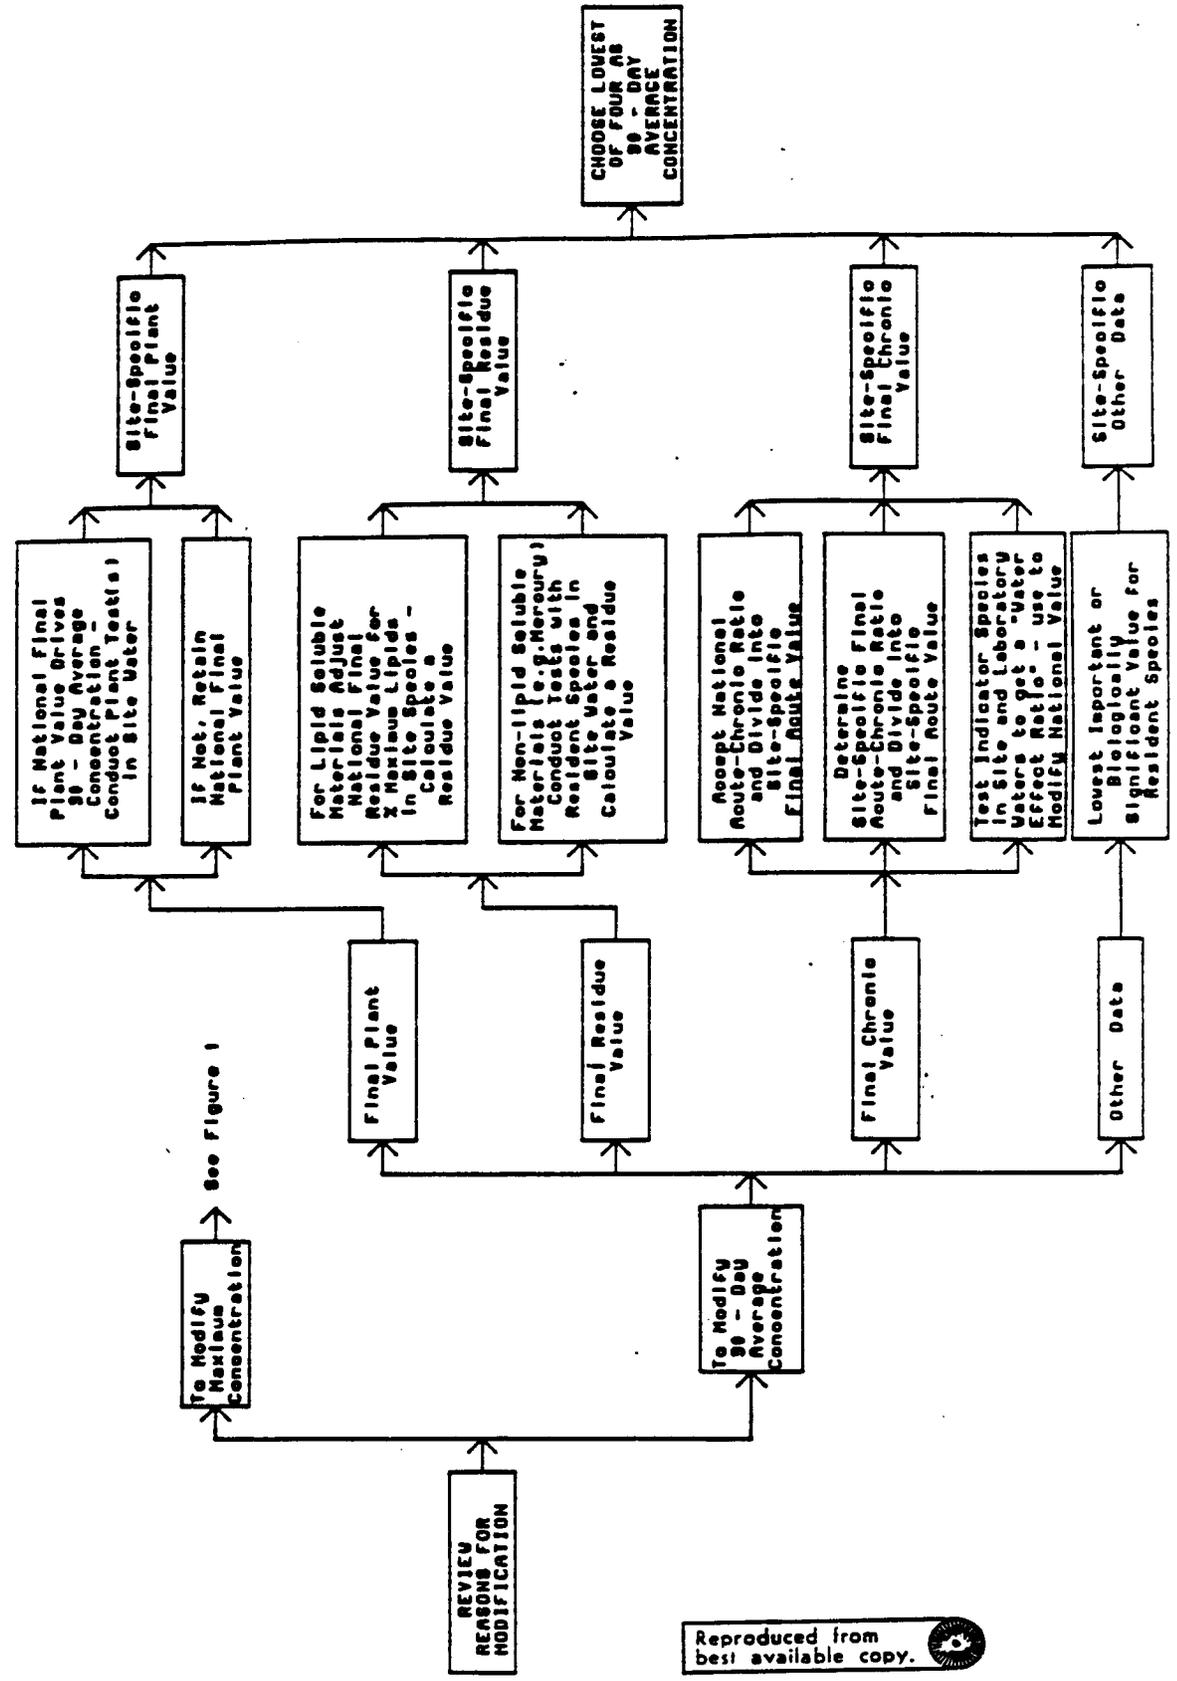 REVIEW
REASONS FOR
MODIFICATION
To Modify
Maximum
Concentration
See Figure 1
To Modify
30 - Day
Average
Concentration
Final Plant
Value
Final Residue
Value
Final Chronic
Value
Other Data
If National Final
Plant Value Drives
30 - Day Average
Concentration -
Conduct Plant Test(s)
in Site Water
If Not, Retain
National Final
Plant Value
For Lipid Soluble
Materials Adjust
National Final
Residue Value for
% Maximum Lipids
in Site Species -
Calculate a
Residue Value
For Non-lipid Soluble
Materials (e.g. Mercury)
Conduct Tests with
Resident Species in
Site Water and
Calculate a Residue
Value
Accept National
Acute-Chronic Ratio
and Divide Into
Site-Specific
Final Acute Value
Determine
Site-Specific Final
Acute-Chronic Ratio
and Divide Into
Site-Specific
Final Acute Value
Test Indicator Species
in Site and Laboratory
Waters to get a "Water
Effect Ratio" - use to
Modify National Value
Lowest Important or
Biologically
Significant Value for
Resident Species
Site-Specific
Final Plant
Value
Site-Specific
Final Residue
Value
Site-Specific
Final Chronic
Value
Site-Specific
Other Data
CHOOSE LOWEST
OF FOUR AS
30 - DAY
AVERAGE
CONCENTRATION
Reproduced from
best available copy.